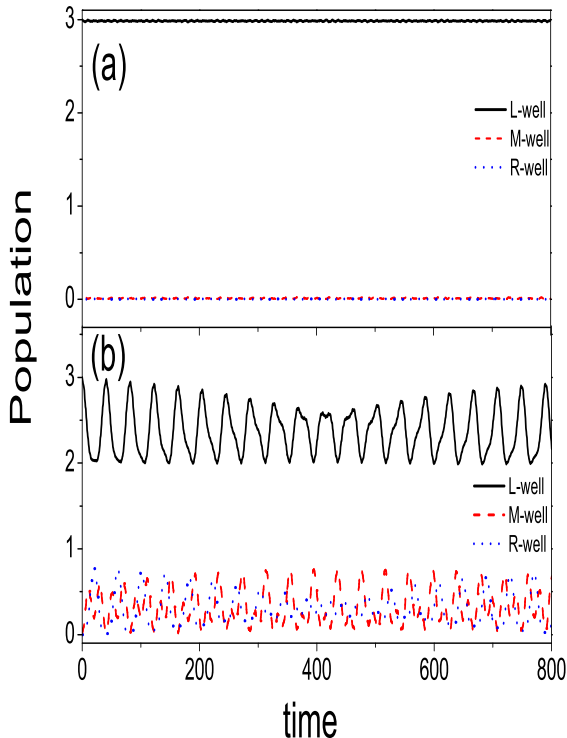 3
(a)
2
L-well
M-well
R-well
1
0
Population
(b)
3
2
L-well
M-well
R-well
1
0
0 200 400 600 800
time